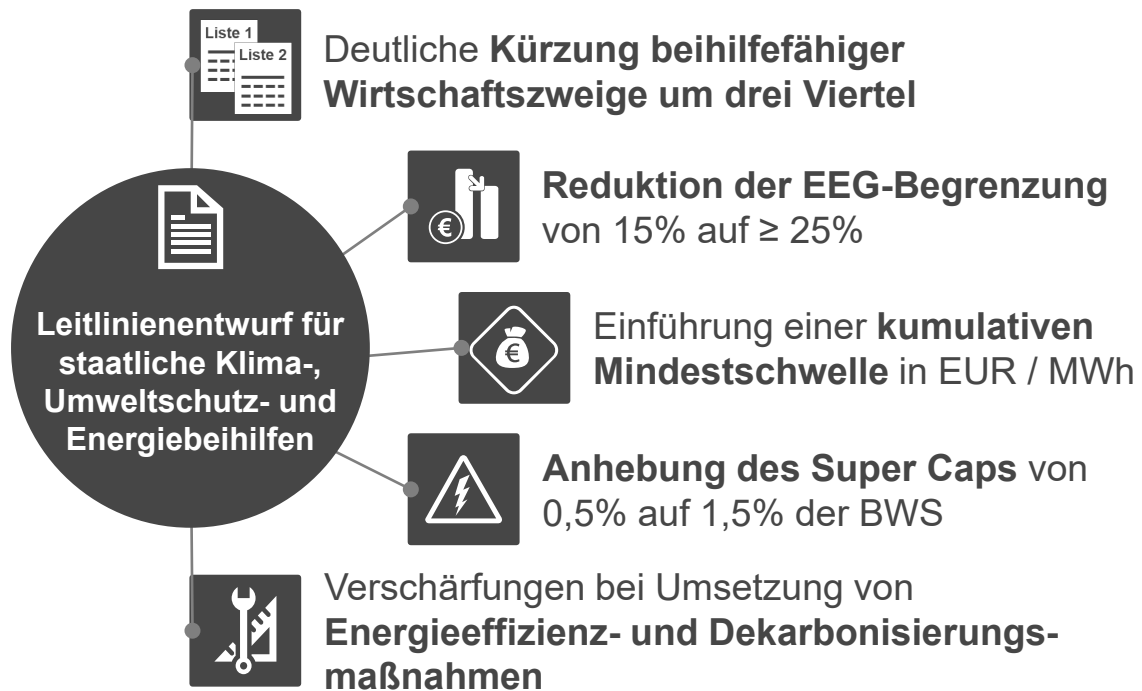 Liste 1
Liste 2
Deutliche Kürzung beihilfefähiger
Wirtschaftszweige um drei Viertel
Reduktion der EEG-Begrenzung
von 15% auf ≥ 25%
Leitlinienentwurf für
staatliche Klima-,
Umweltschutz- und
Energiebeihilfen
€
€
Einführung einer kumulativen
Mindestschwelle in EUR / MWh
Anhebung des Super Caps von
0,5% auf 1,5% der BWS
Verschärfungen bei Umsetzung von
Energieeffizienz- und Dekarbonisierungs-
maßnahmen